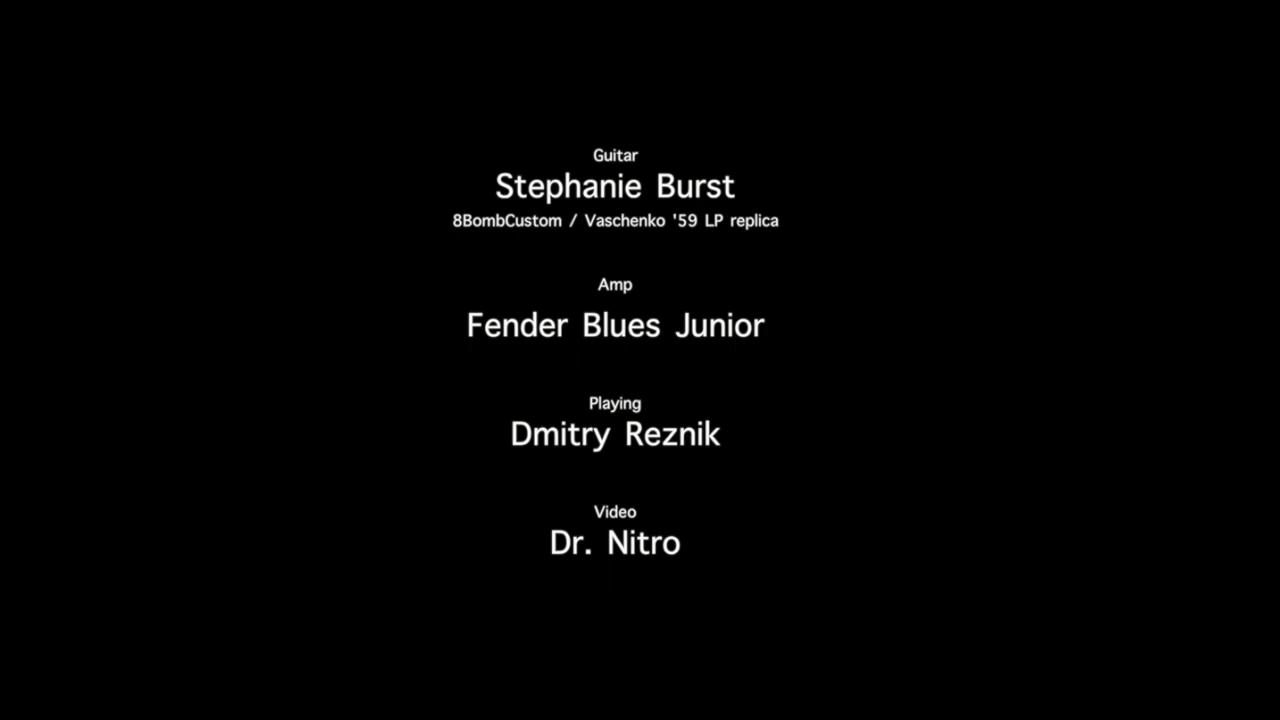 Guitar
Stephanie Burst
8BombCustom / Vaschenko '59 LP replica
Amp
Fender Blues Junior
Playing
Dmitry Reznik
Video
Dr. Nitro